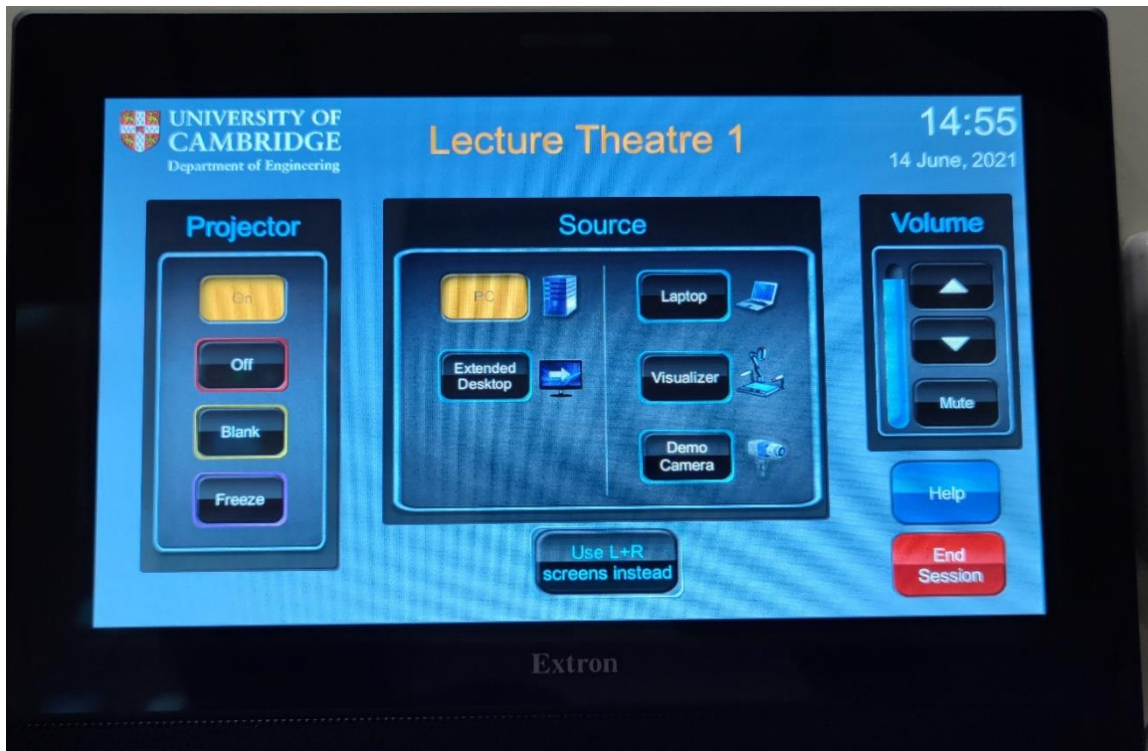 UNIVERSITY OF
CAMBRIDGE
Department of Engineering
Lecture Theatre 1
14:55
14 June, 2021
Projector
On
Off
Blank
Freeze
Source
PC
Extended
Desktop
Laptop
Visualizer
Demo
Camera
Volume
Mute
Help
End
Session
Use L+R
screens instead
Extron